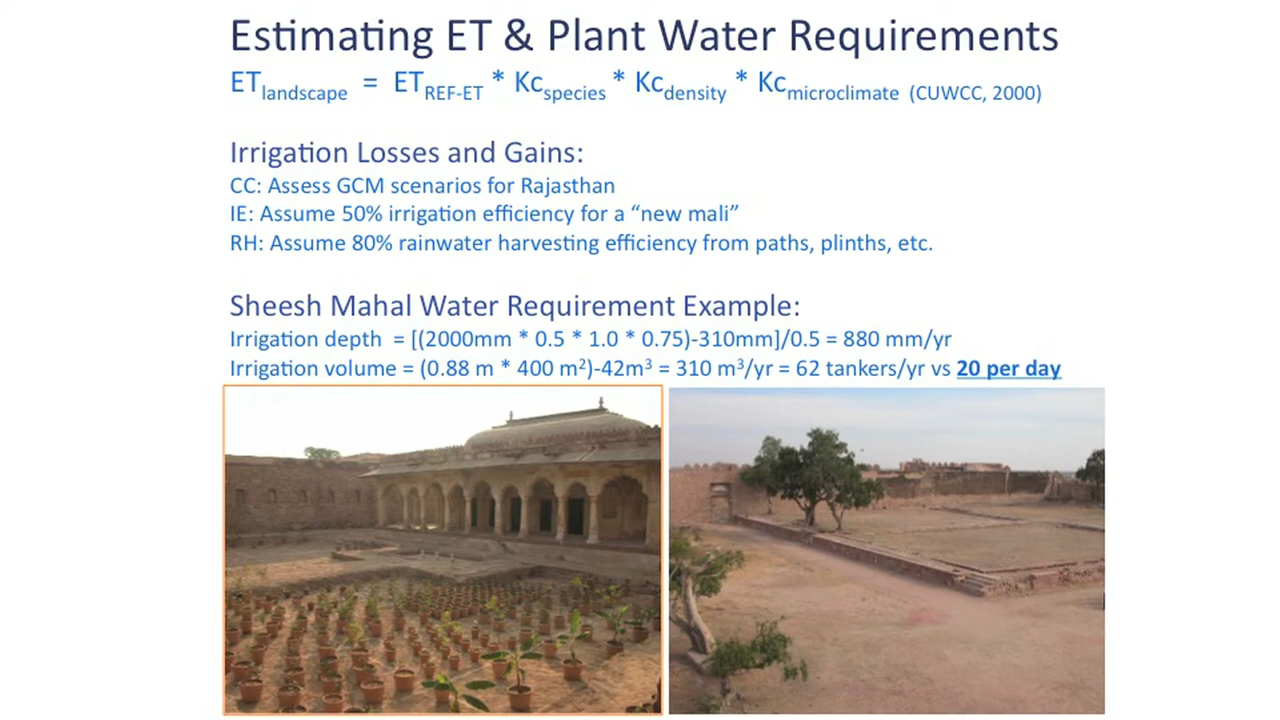 Estimating ET & Plant Water Requirements
ETlandscape = ETREF-ET * Kcspecies * Kcdensity * Kcmicroclimate (CUWCC, 2000)
Irrigation Losses and Gains:
CC: Assess GCM scenarios for Rajasthan
IE: Assume 50% irrigation efficiency for a “new mali”
RH: Assume 80% rainwater harvesting efficiency from paths, plinths, etc.
Sheesh Mahal Water Requirement Example:
Irrigation depth = [(2000mm * 0.5 * 1.0 * 0.75)-310mm]/0.5 = 880 mm/yr
Irrigation volume = (0.88 m * 400 m²)-42m³ = 310 m³/yr = 62 tankers/yr vs 20 per day